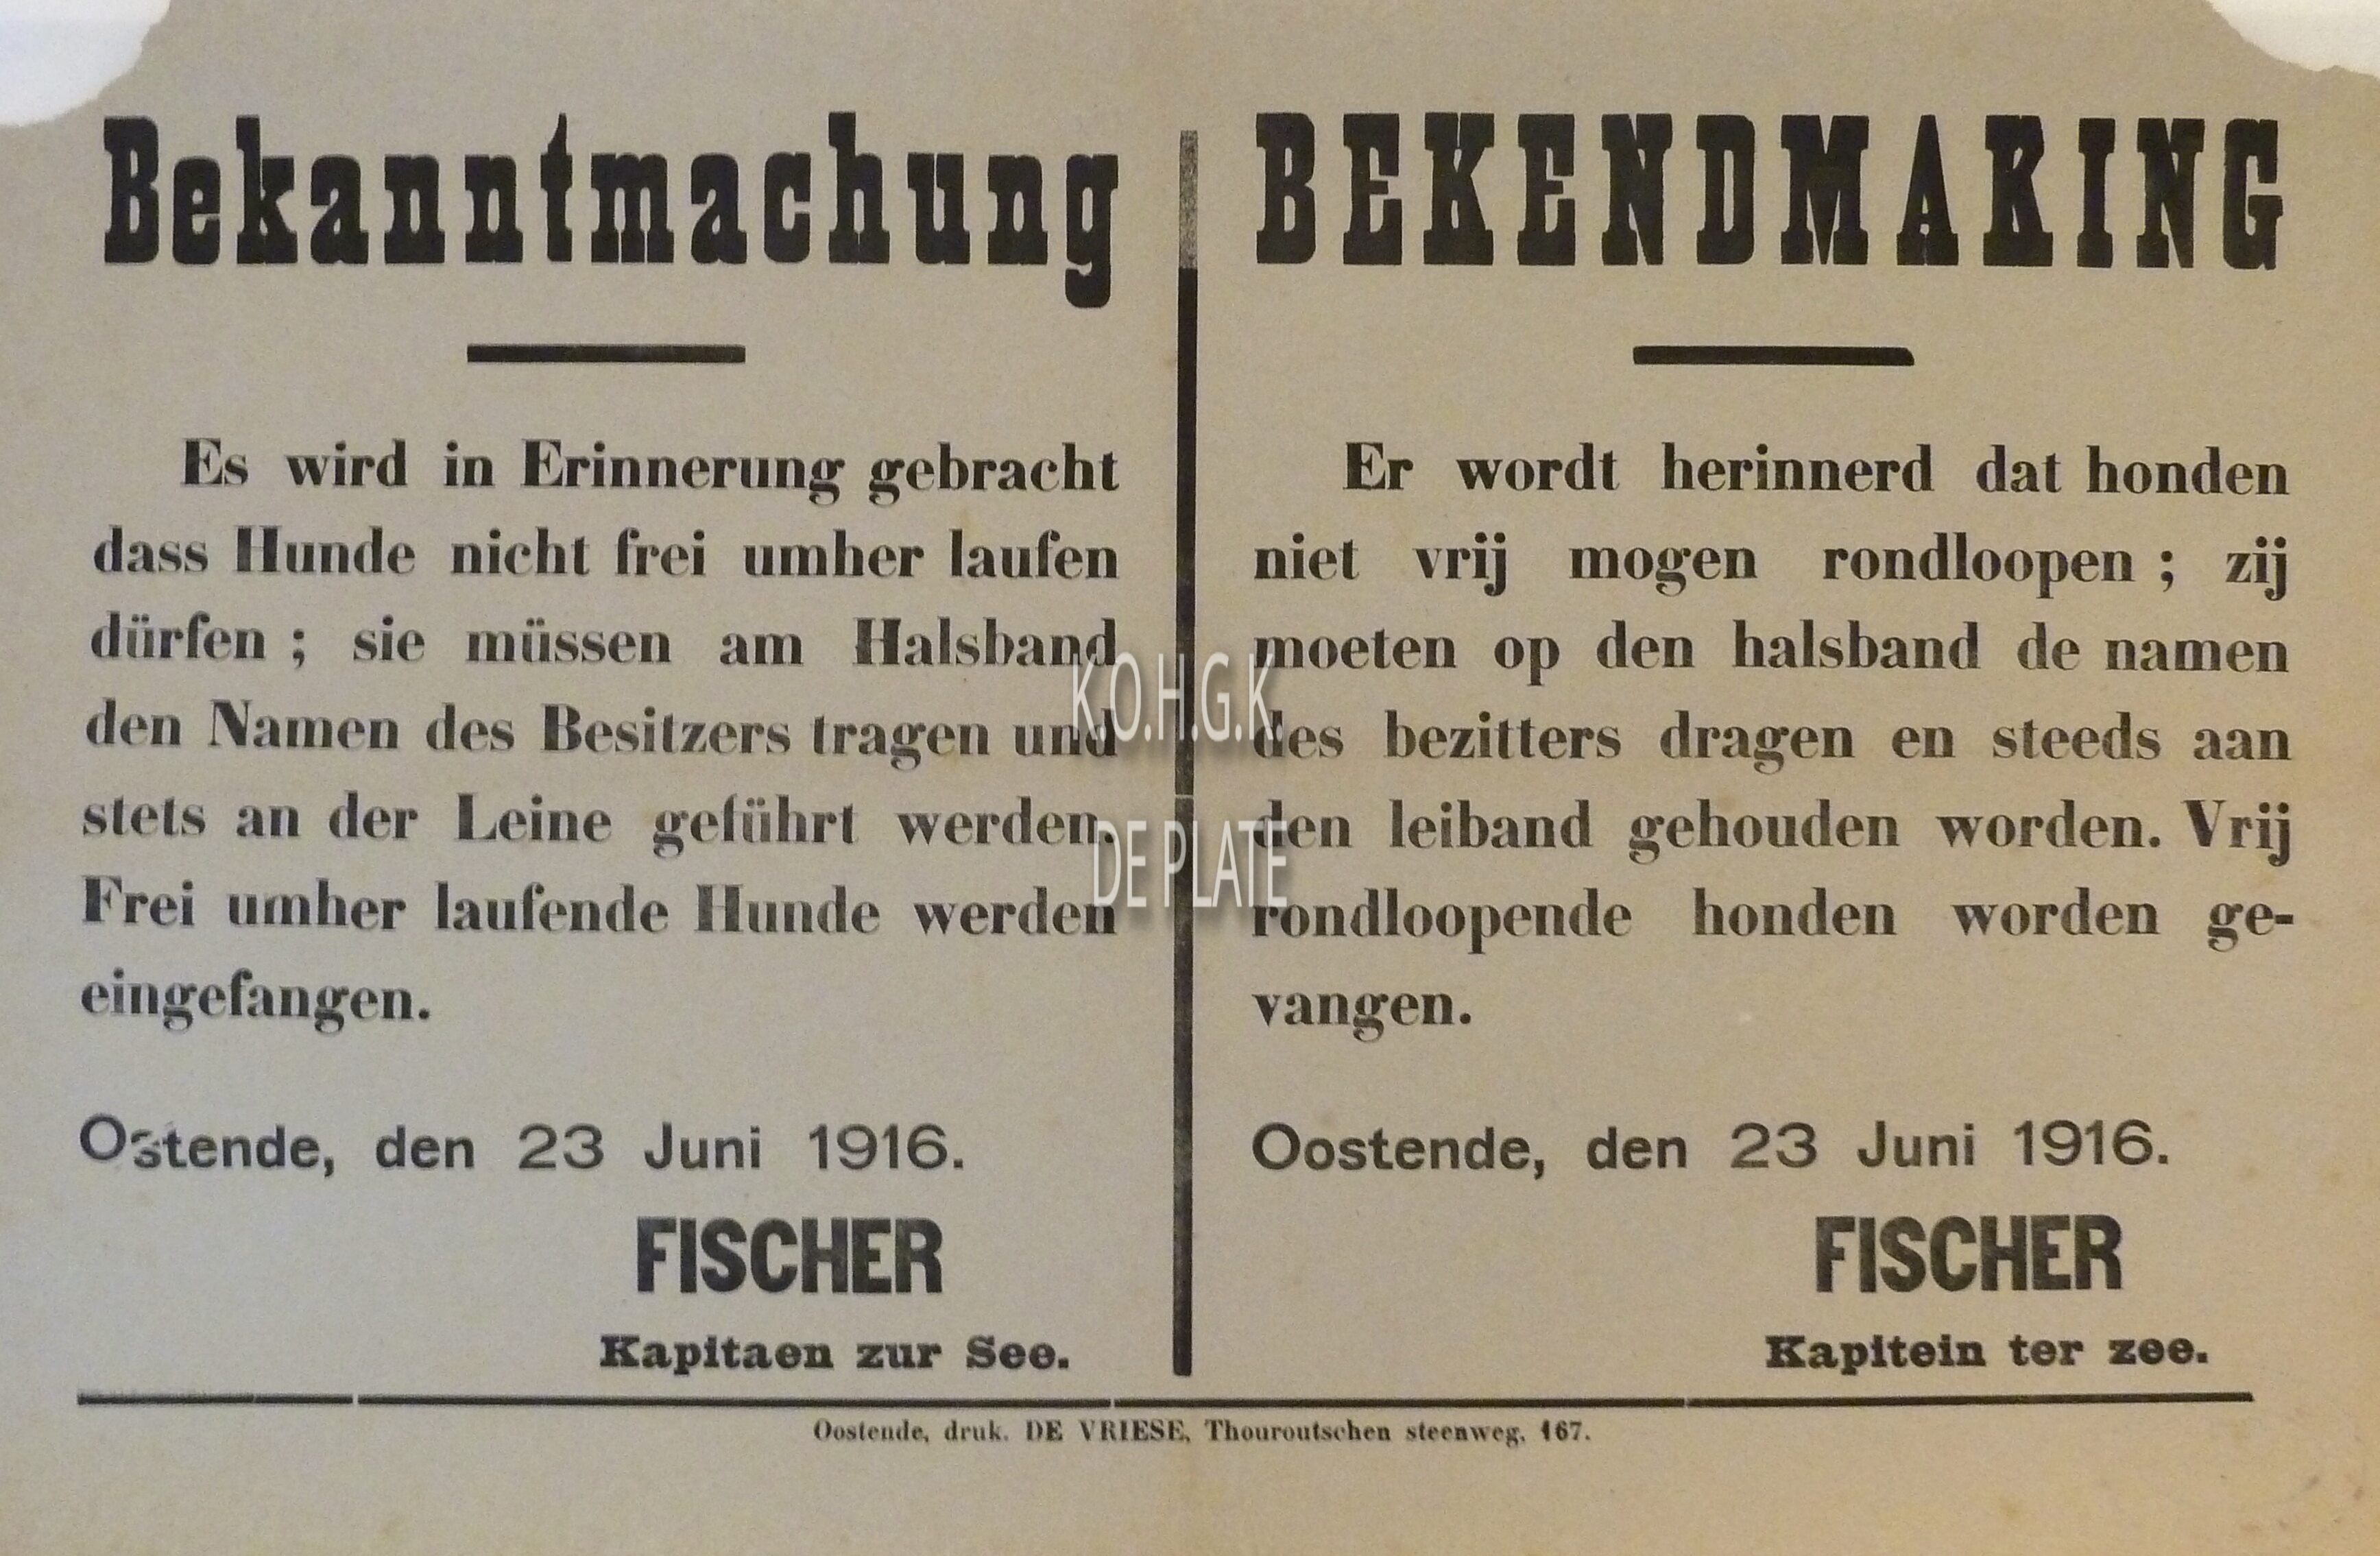 Bekanntmachung
Es wird in Erinnerung gebracht
dass Hunde nicht frei umher laufen
dürfen ; sie müssen am Halsband
den Namen des Besitzers tragen und
stets an der Leine geführt werden.
Frei umher laufende Hunde werden
eingefangen.
Ostende, den 23 Juni 1916.
FISCHER
Kapitaen zur See.
BEKENDMAKING
Er wordt herinnerd dat honden
niet vrij mogen rondloopen ; zij
moeten op den halsband de namen
des bezitters dragen en steeds aan
den leiband gehouden worden. Vrij
rondloopende honden worden ge-
vangen.
Oostende, den 23 Juni 1916.
FISCHER
Kapitein ter zee.
Oostende, druk. DE VRIESE, Thouroutschen steenweg, 167.
K.O.H.G.K
DE PLATE